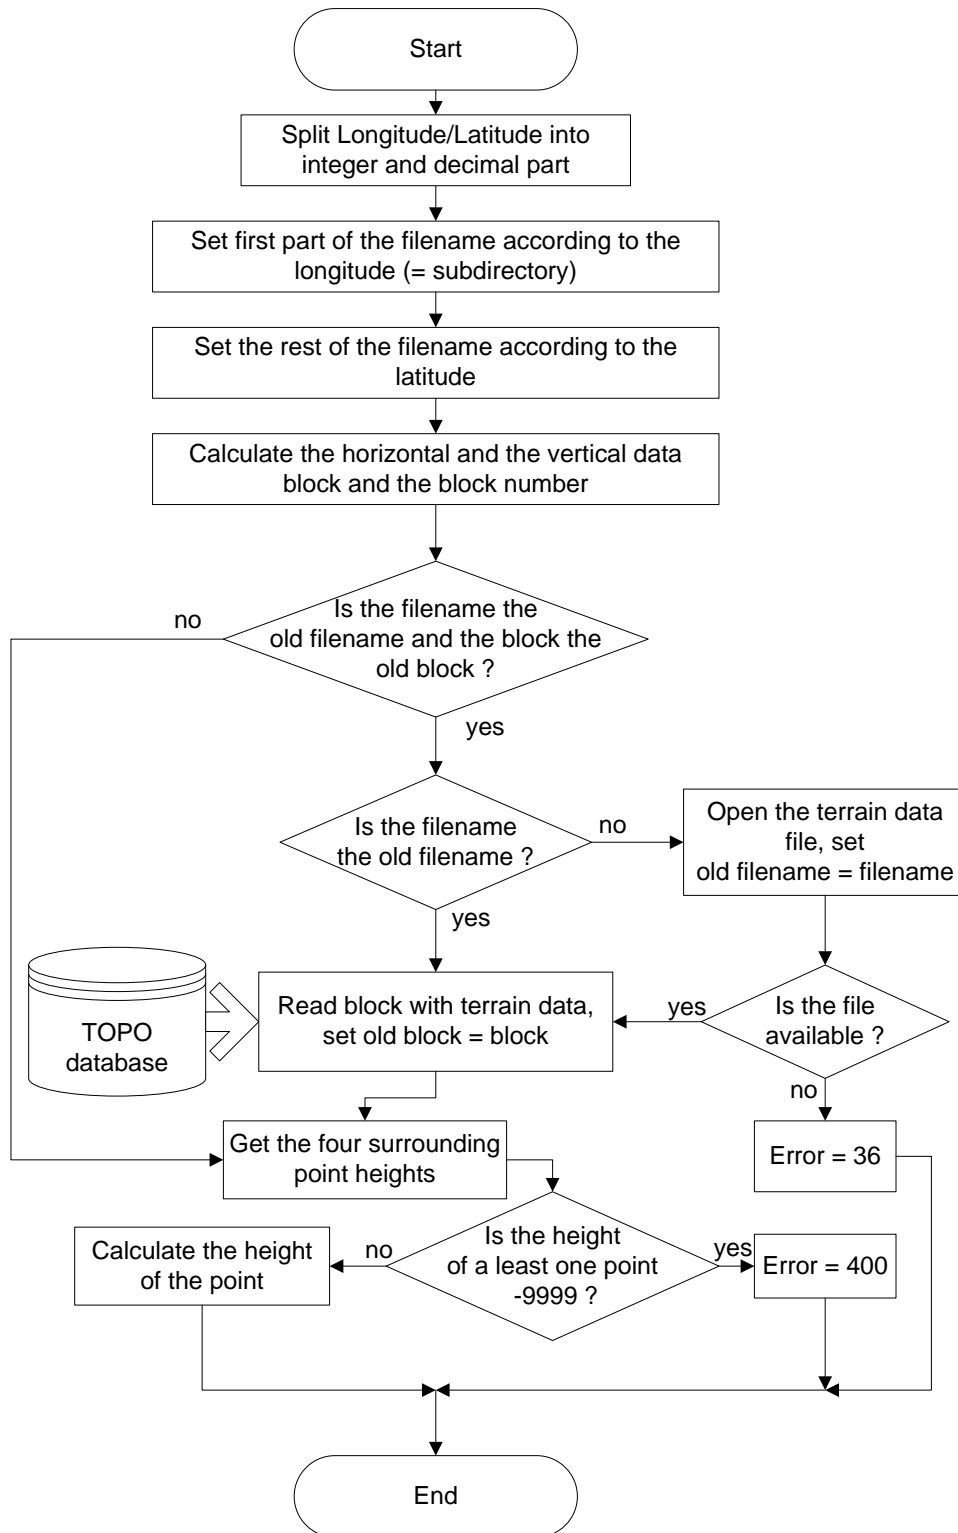 Start
Split Longitude/Latitude into
integer and decimal part
Set first part of the filename according to the
longitude (= subdirectory)
Set the rest of the filename according to the
latitude
Calculate the horizontal and the vertical data
block and the block number
Is the filename the
old filename and the block the
old block ?
no
yes
Is the filename
the old filename ?
no
yes
Open the terrain data
file, set
old filename = filename
TOPO
database
Read block with terrain data,
set old block = block
yes
Is the file
available ?
no
Get the four surrounding
point heights
Error = 36
Calculate the height
of the point
no
Is the height
of a least one point
-9999 ?
yes
Error = 400
End